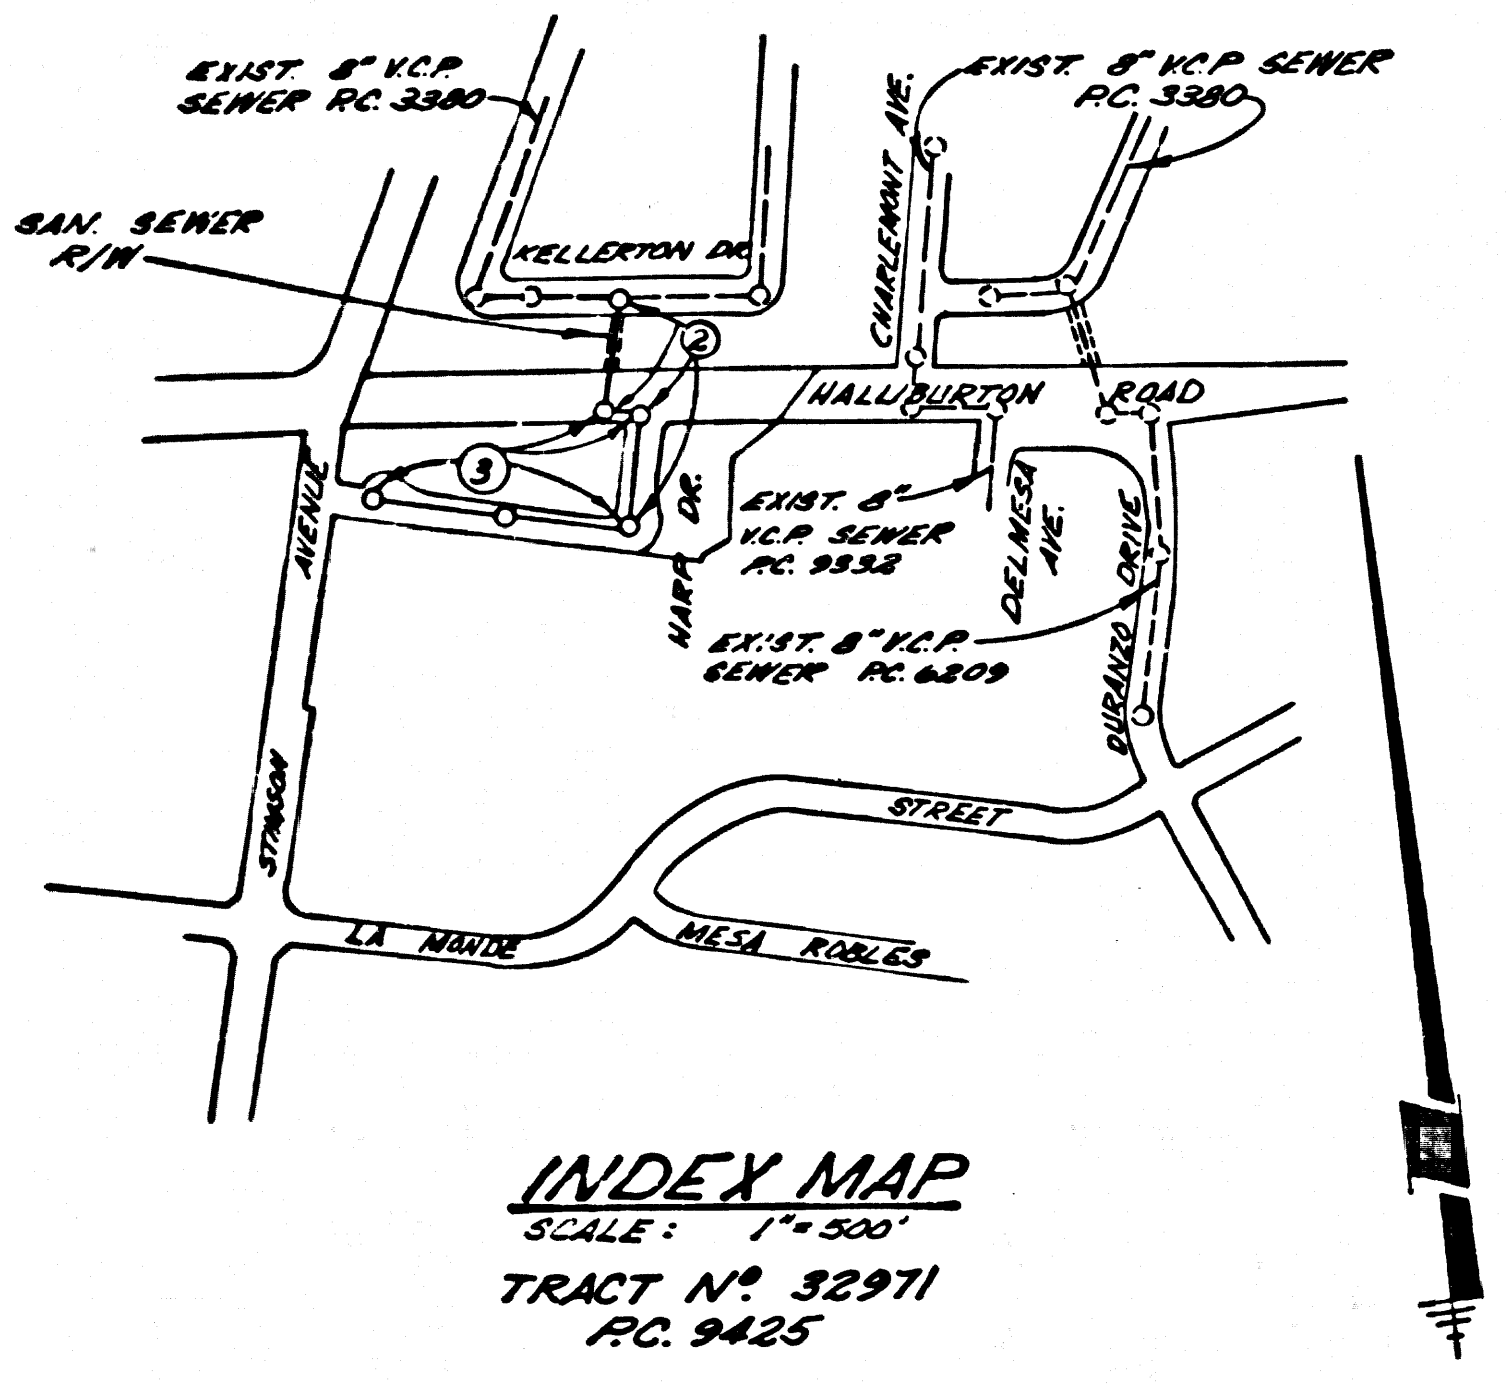 EXIST. 8" V.C.P.
SEWER P.C. 3380
EXIST. 8" V.C.P. SEWER
P.C. 3380
CHARLEMONT AVE.
SAN. SEWER
R/W
KELLERTON DR.
2
HALLIBURTON ROAD
3
AVENUE
HARP DR.
EXIST. 8"
V.C.P. SEWER
P.C. 9332
DELMESA
AVE.
DURANZO DRIVE
EXIST. 8" V.C.P.
SEWER P.C. 6209
STIMSON
STREET
LA MONDE
MESA ROBLES
INDEX MAP
SCALE: 1"= 500'
TRACT Nº. 32971
P.C. 9425